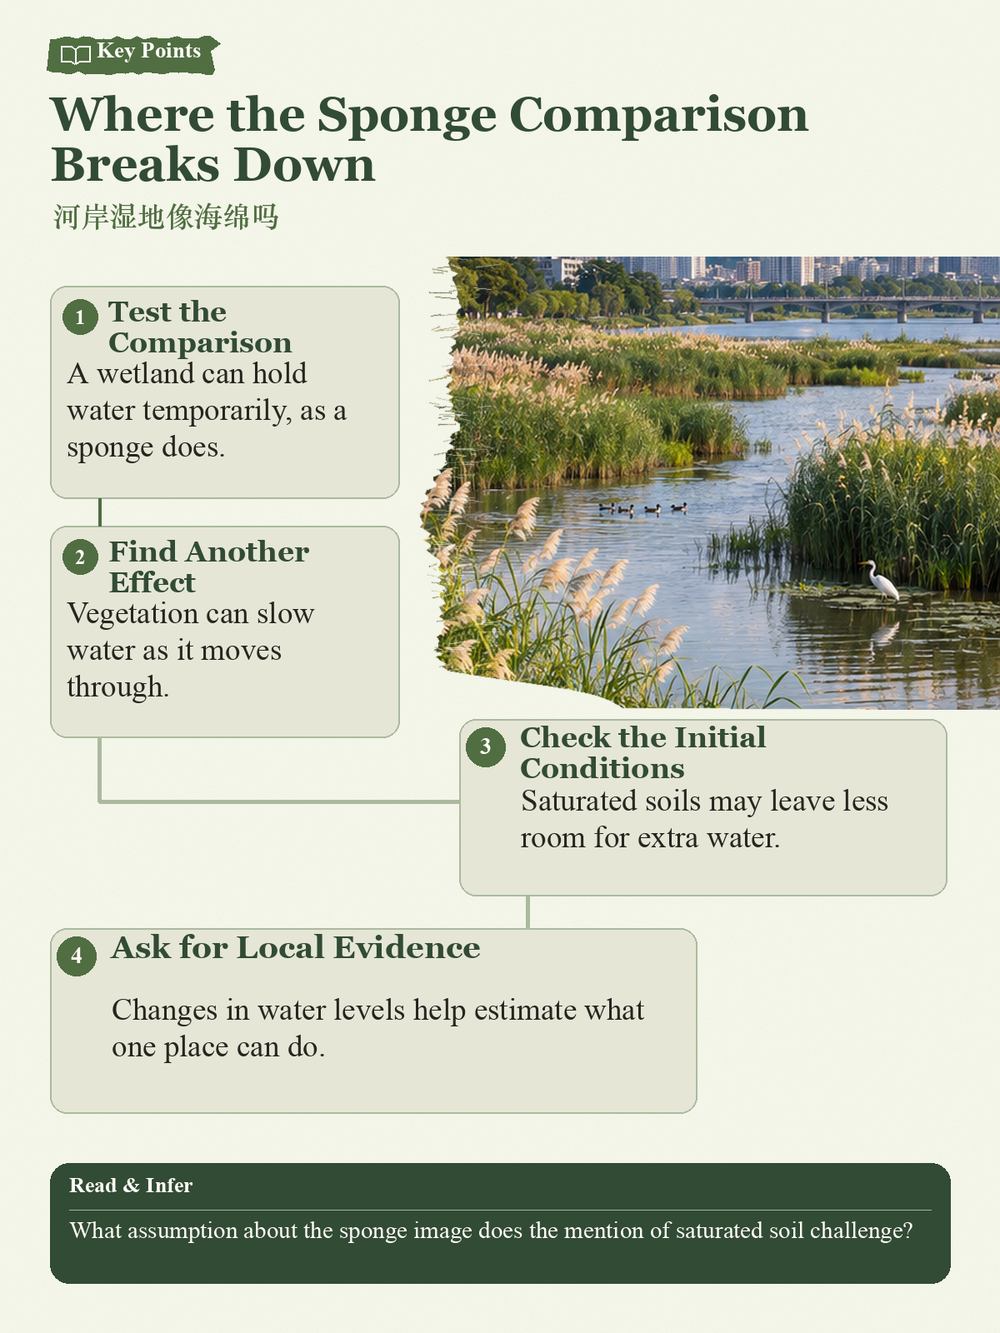 Key Points
Where the Sponge Comparison
Breaks Down
河岸湿地像海绵吗
1 Test the
Comparison
A wetland can hold
water temporarily, as a
sponge does.
2 Find Another
Effect
Vegetation can slow
water as it moves
through.
3 Check the Initial
Conditions
Saturated soils may leave less
room for extra water.
4 Ask for Local Evidence
Changes in water levels help estimate what
one place can do.
Read & Infer
What assumption about the sponge image does the mention of saturated soil challenge?